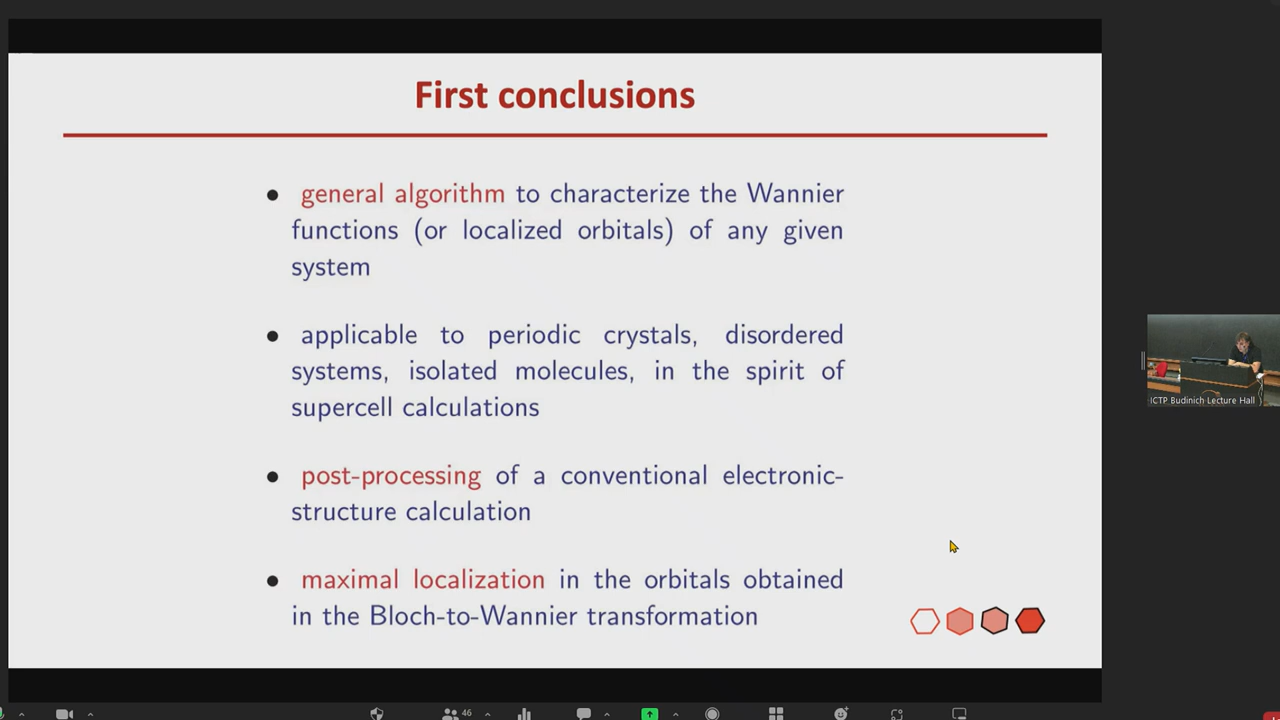 First conclusions
• general algorithm to characterize the Wannier
functions (or localized orbitals) of any given
system
• applicable to periodic crystals, disordered
systems, isolated molecules, in the spirit of
supercell calculations
• post-processing of a conventional electronic-
structure calculation
• maximal localization in the orbitals obtained
in the Bloch-to-Wannier transformation
ICTP Budinich Lecture Hall
46